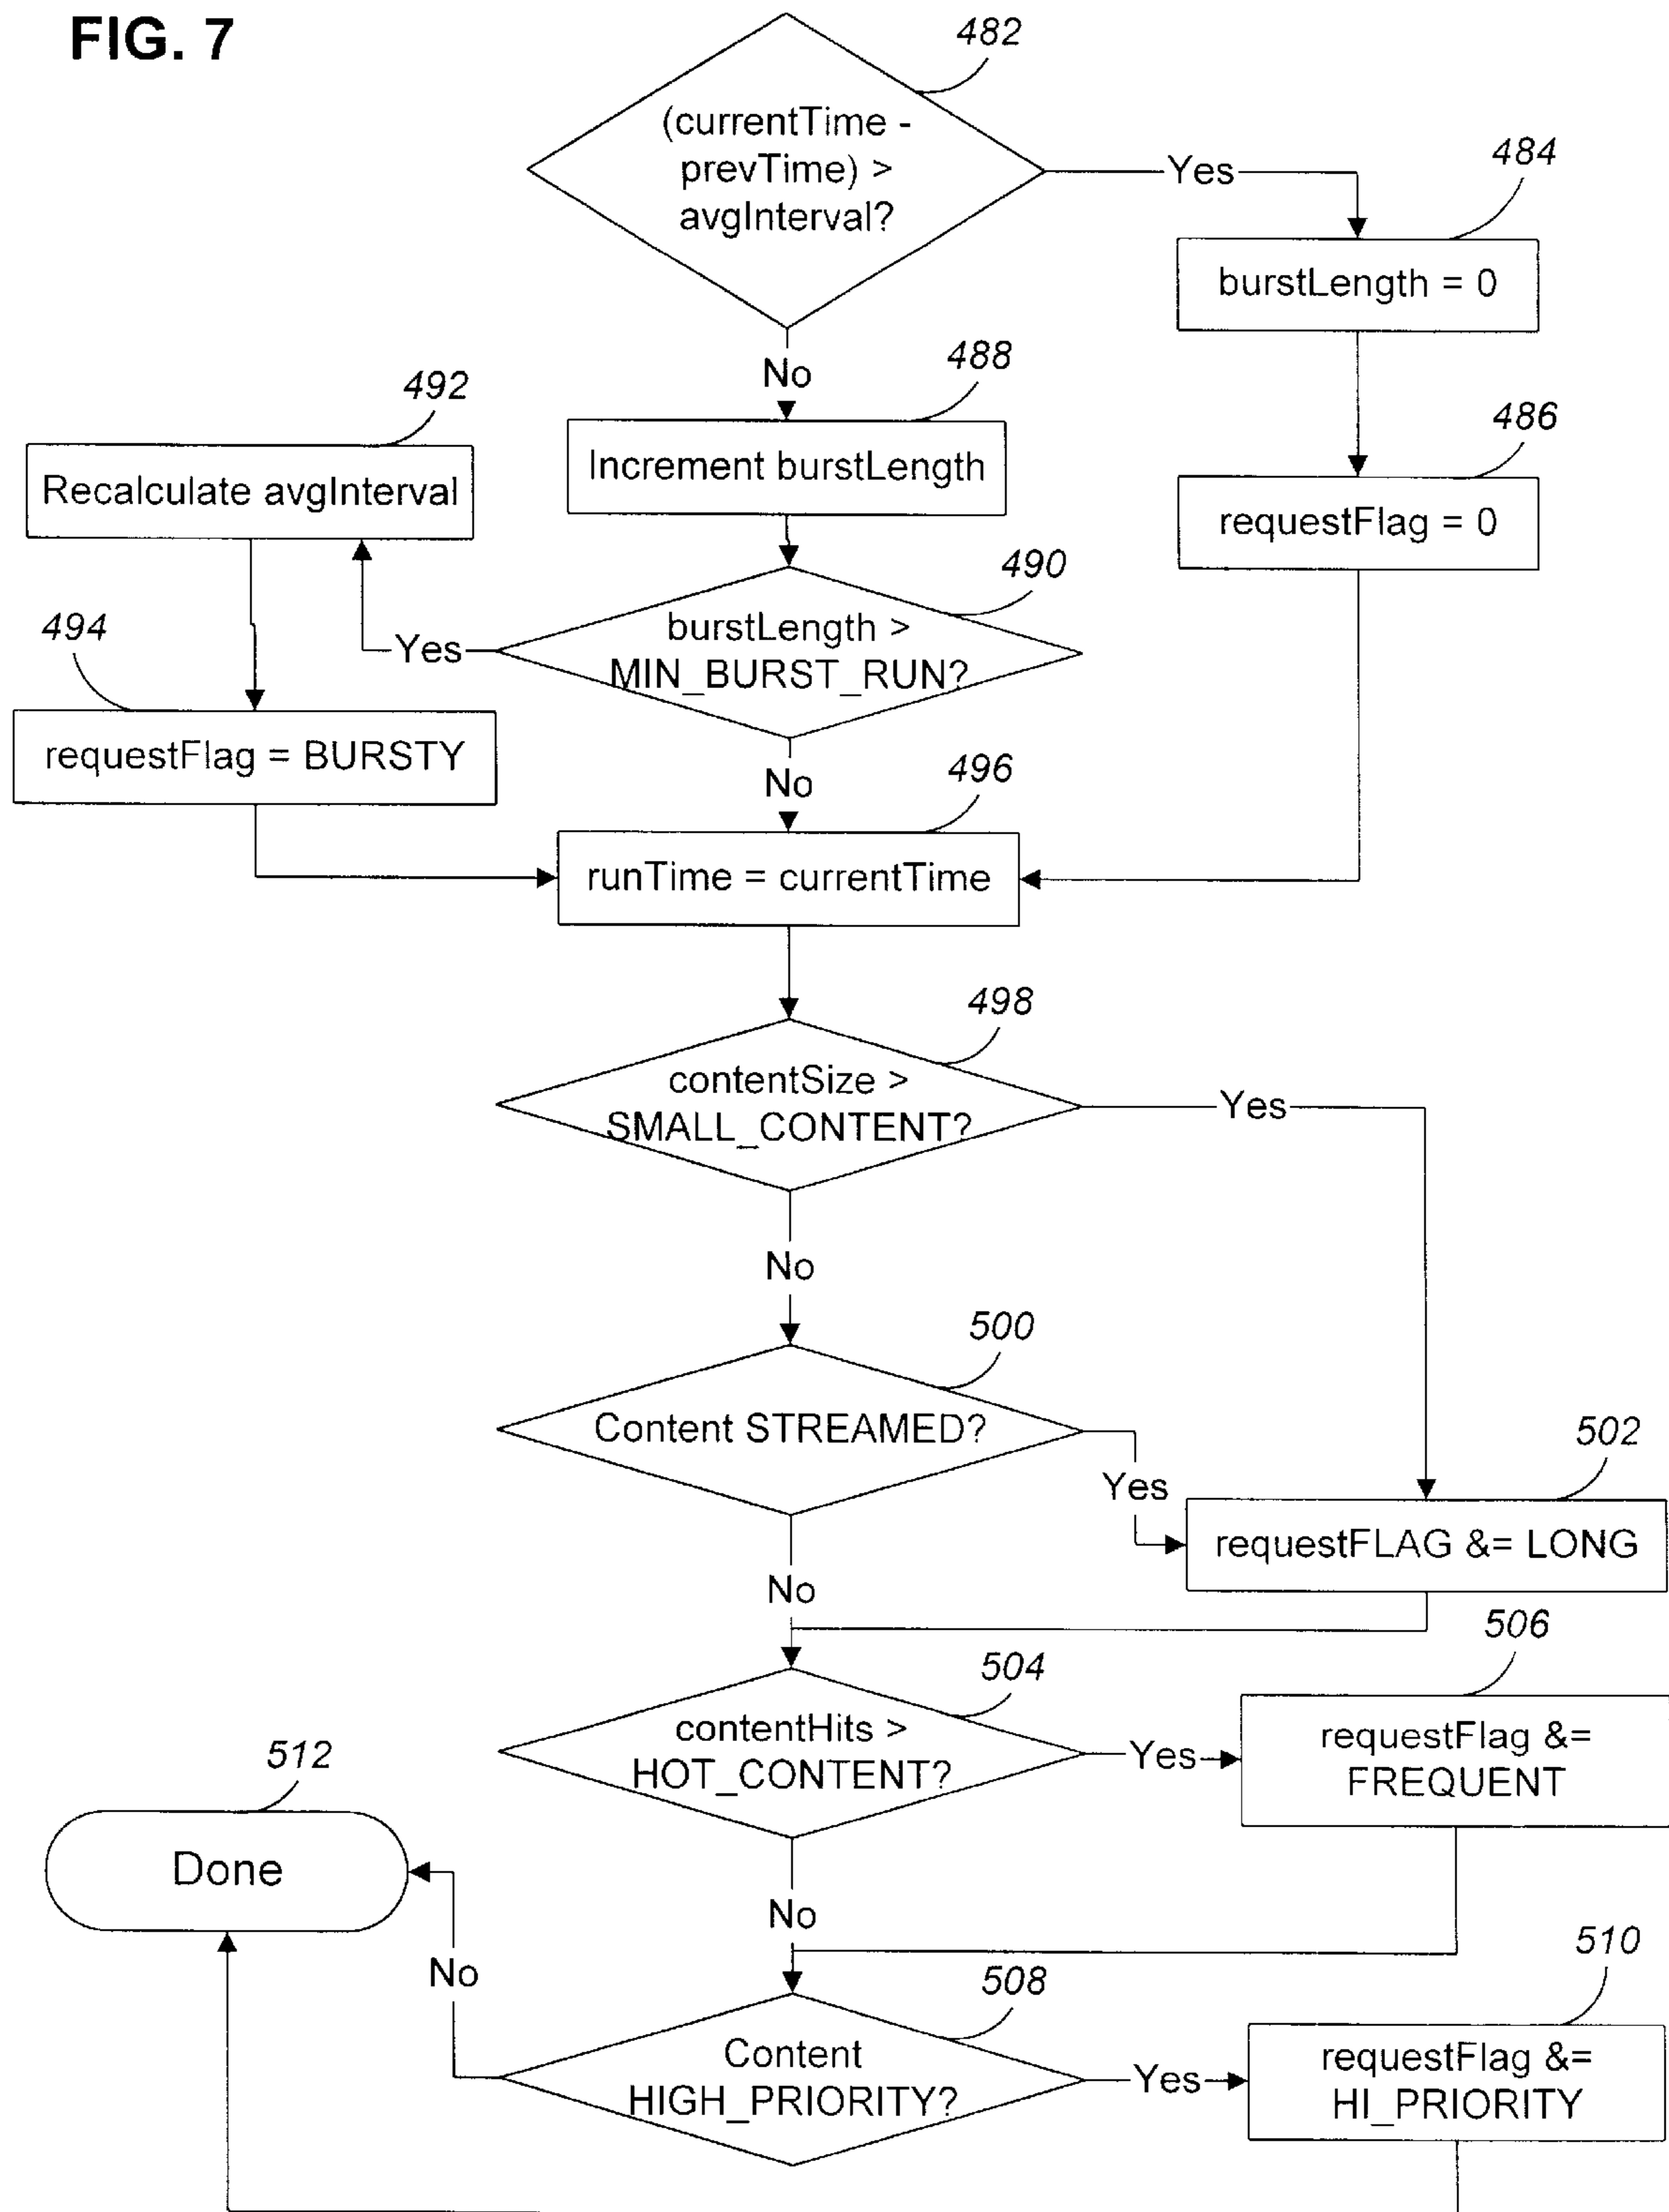 FIG. 7
482
(currentTime -
prevTime) >
avgInterval?
Yes
484
burstLength = 0
No
488
Increment burstLength
492
Recalculate avgInterval
486
requestFlag = 0
490
burstLength >
MIN_BURST_RUN?
Yes
494
requestFlag = BURSTY
No
496
runTime = currentTime
498
contentSize >
SMALL_CONTENT?
Yes
No
500
Content STREAMED?
Yes
502
requestFLAG &= LONG
No
504
contentHits >
HOT_CONTENT?
Yes
506
requestFlag &=
FREQUENT
512
Done
No
No
508
Content
HIGH_PRIORITY?
Yes
510
requestFlag &=
HI_PRIORITY